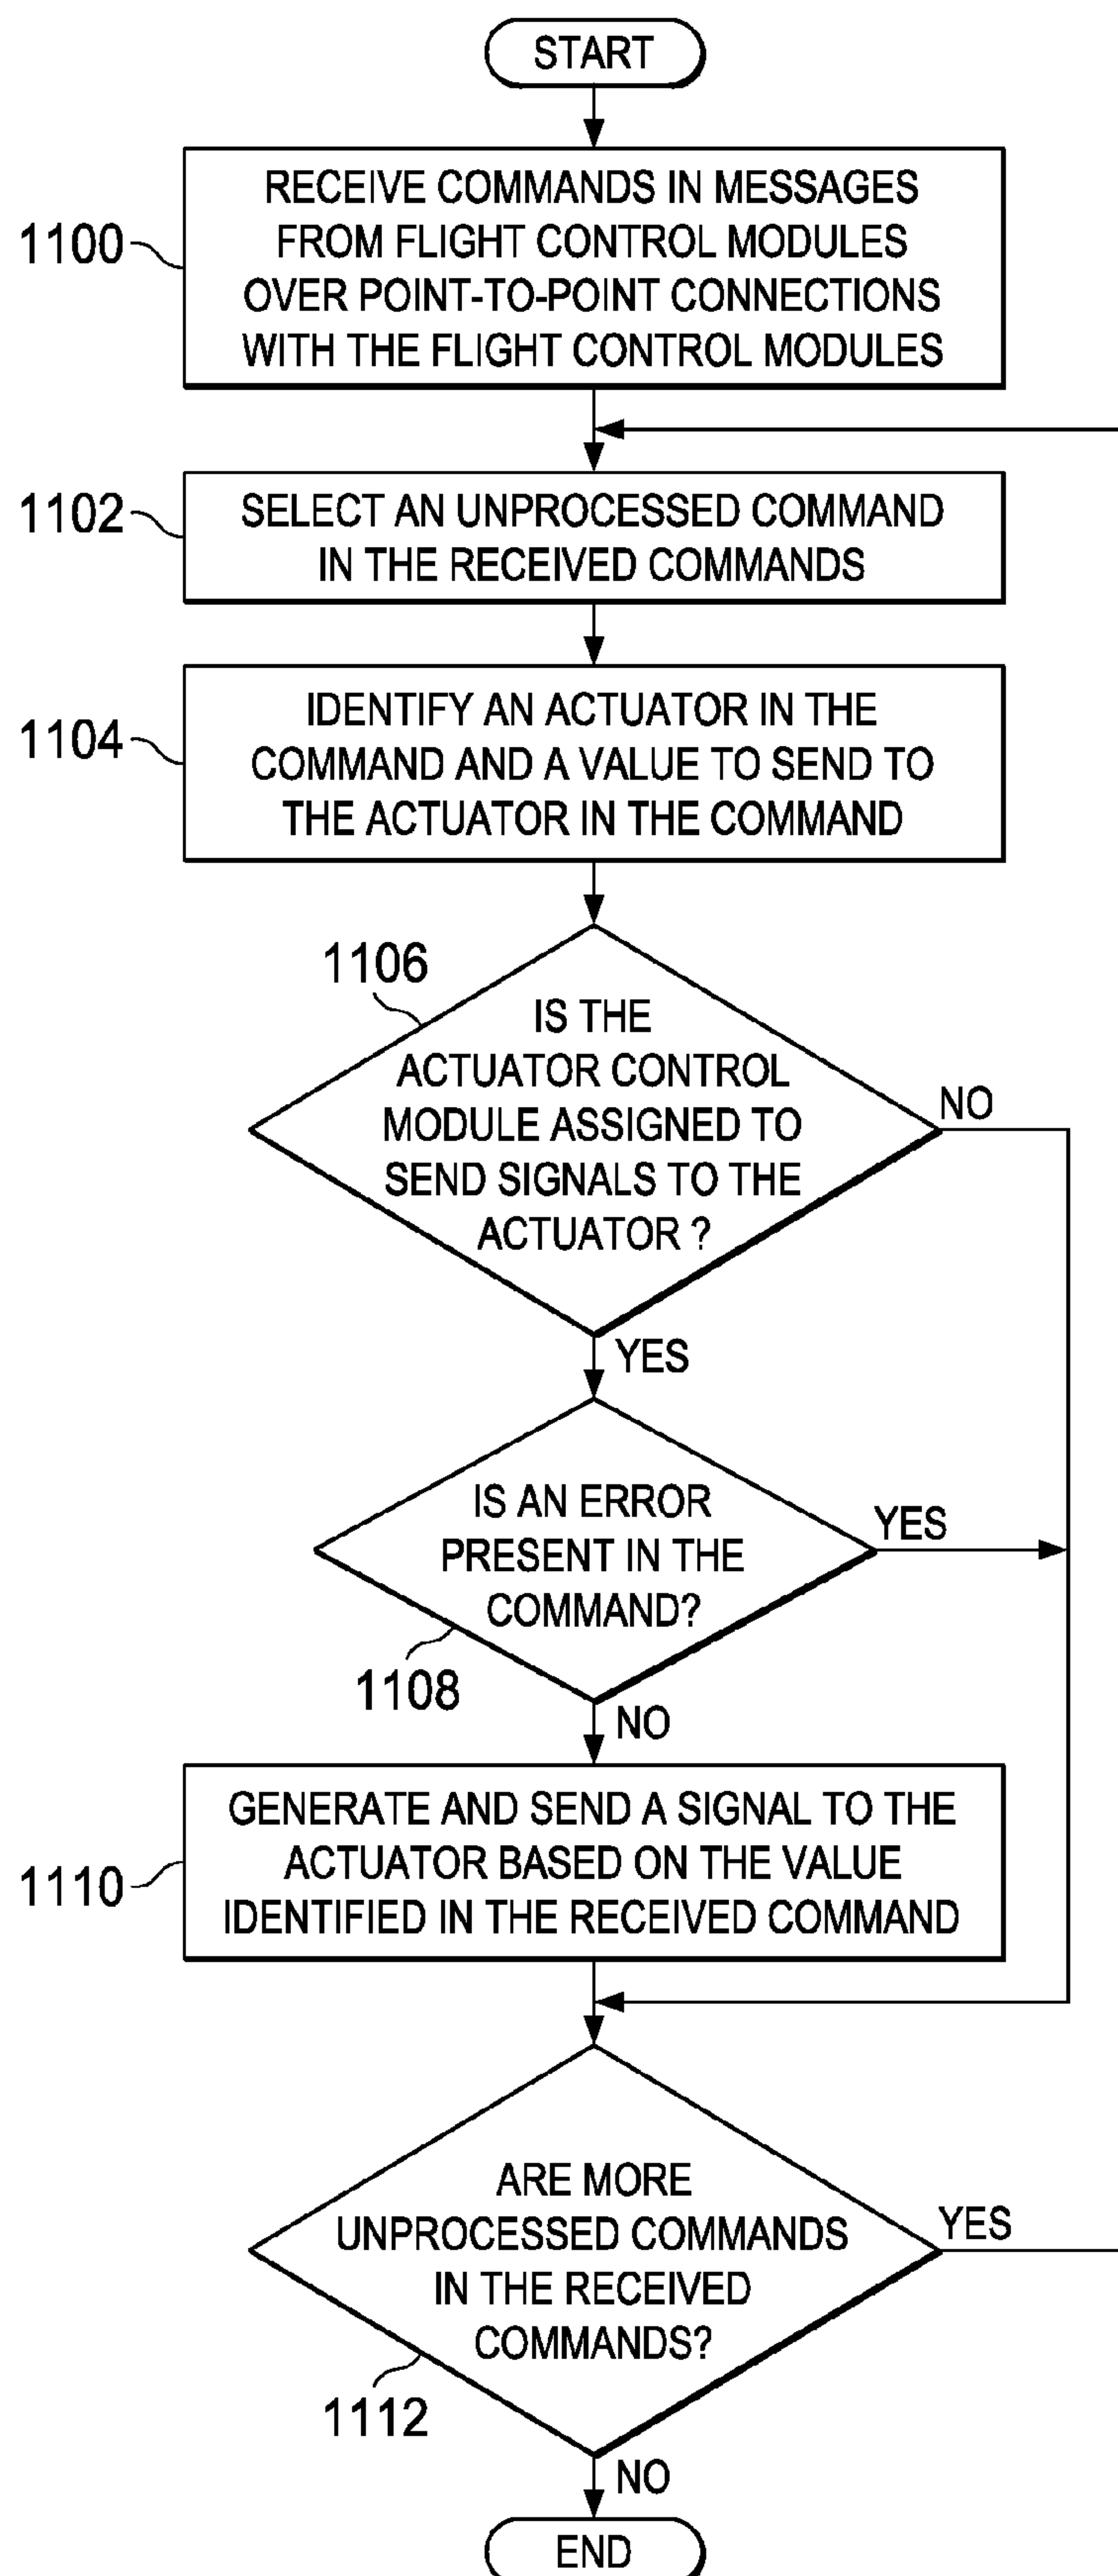 START
1100
RECEIVE COMMANDS IN MESSAGES
FROM FLIGHT CONTROL MODULES
OVER POINT-TO-POINT CONNECTIONS
WITH THE FLIGHT CONTROL MODULES
1102
SELECT AN UNPROCESSED COMMAND
IN THE RECEIVED COMMANDS
1104
IDENTIFY AN ACTUATOR IN THE
COMMAND AND A VALUE TO SEND TO
THE ACTUATOR IN THE COMMAND
1106
IS THE
ACTUATOR CONTROL
MODULE ASSIGNED TO
SEND SIGNALS TO THE
ACTUATOR ?
NO
YES
IS AN ERROR
PRESENT IN THE
COMMAND?
YES
1108
NO
1110
GENERATE AND SEND A SIGNAL TO THE
ACTUATOR BASED ON THE VALUE
IDENTIFIED IN THE RECEIVED COMMAND
ARE MORE
UNPROCESSED COMMANDS
IN THE RECEIVED
COMMANDS?
YES
1112
NO
END